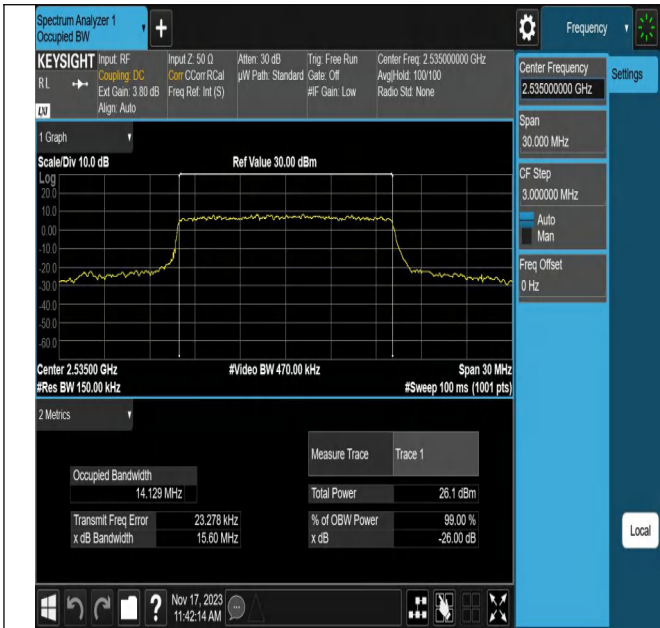 Spectrum Analyzer 1
Occupied BW
Frequency
KEYSIGHT
RL
LXI
Input: RF
Coupling: DC
Ext Gain: 3.80 dB
Align: Auto
Input Z: 50 Ω
Corr CCorr RCal
Freq Ref: Int (S)
Atten: 30 dB
µW Path: Standard
Trig: Free Run
Gate: Off
#IF Gain: Low
Center Freq: 2.535000000 GHz
Avg|Hold: 100/100
Radio Std: None
Center Frequency
2.535000000 GHz
Settings
Span
30.000 MHz
CF Step
3.000000 MHz
Auto
Man
Freq Offset
0 Hz
Local
1 Graph
Scale/Div 10.0 dB
Ref Value 30.00 dBm
Log
20.0
10.0
0.00
-10.0
-20.0
-30.0
-40.0
-50.0
-60.0
Center 2.53500 GHz
#Video BW 470.00 kHz
Span 30 MHz
#Res BW 150.00 kHz
#Sweep 100 ms (1001 pts)
2 Metrics
Measure Trace Trace 1
Occupied Bandwidth
14.129 MHz
Total Power 26.1 dBm
Transmit Freq Error 23.278 kHz
% of OBW Power 99.00 %
x dB Bandwidth 15.60 MHz
x dB -26.00 dB
?
Nov 17, 2023
11:42:14 AM